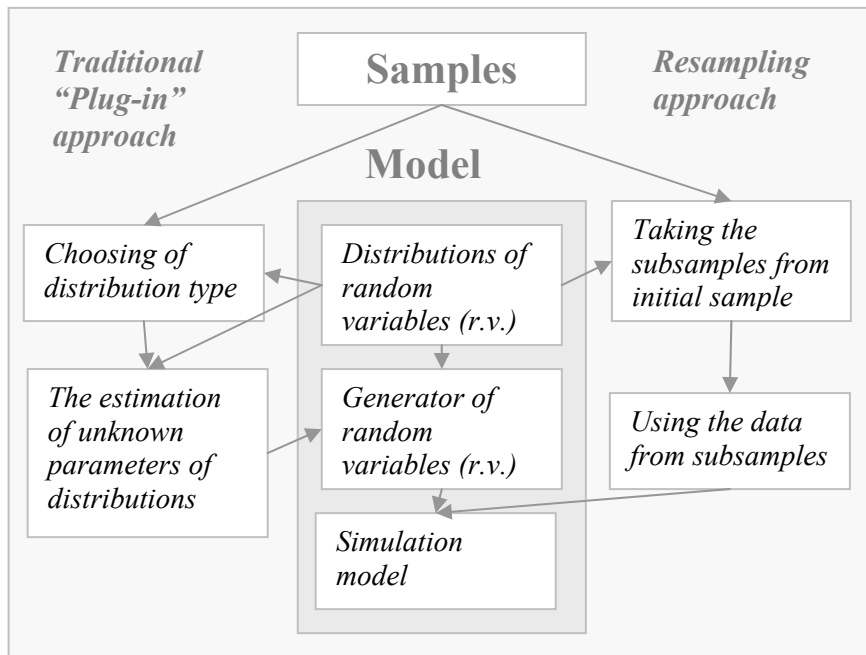 Traditional
“Plug-in”
approach
Samples
Resampling
approach
Model
Choosing of
distribution type
Distributions of
random
variables (r.v.)
Taking the
subsamples from
initial sample
The estimation
of unknown
parameters of
distributions
Generator of
random
variables (r.v.)
Using the data
from subsamples
Simulation
model